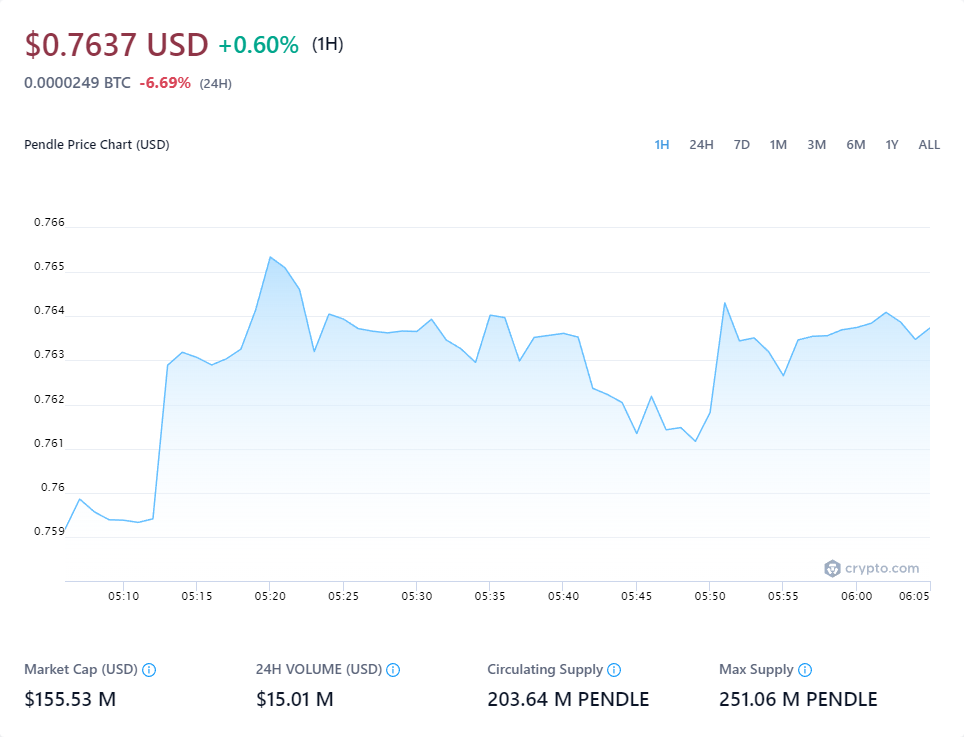 $0.7637 USD +0.60% (1H)
0.0000249 BTC -6.69% (24H)
Pendle Price Chart (USD) 1H 24H 7D 1M 3M 6M 1Y ALL
0.766
0.765
0.764
0.763
0.762
0.761
0.76
0.759
crypto.com
05:10 05:15 05:20 05:25 05:30 05:35 05:40 05:45 05:50 05:55 06:00 06:05
Market Cap (USD) 24H VOLUME (USD) Circulating Supply Max Supply
$155.53 M $15.01 M 203.64 M PENDLE 251.06 M PENDLE